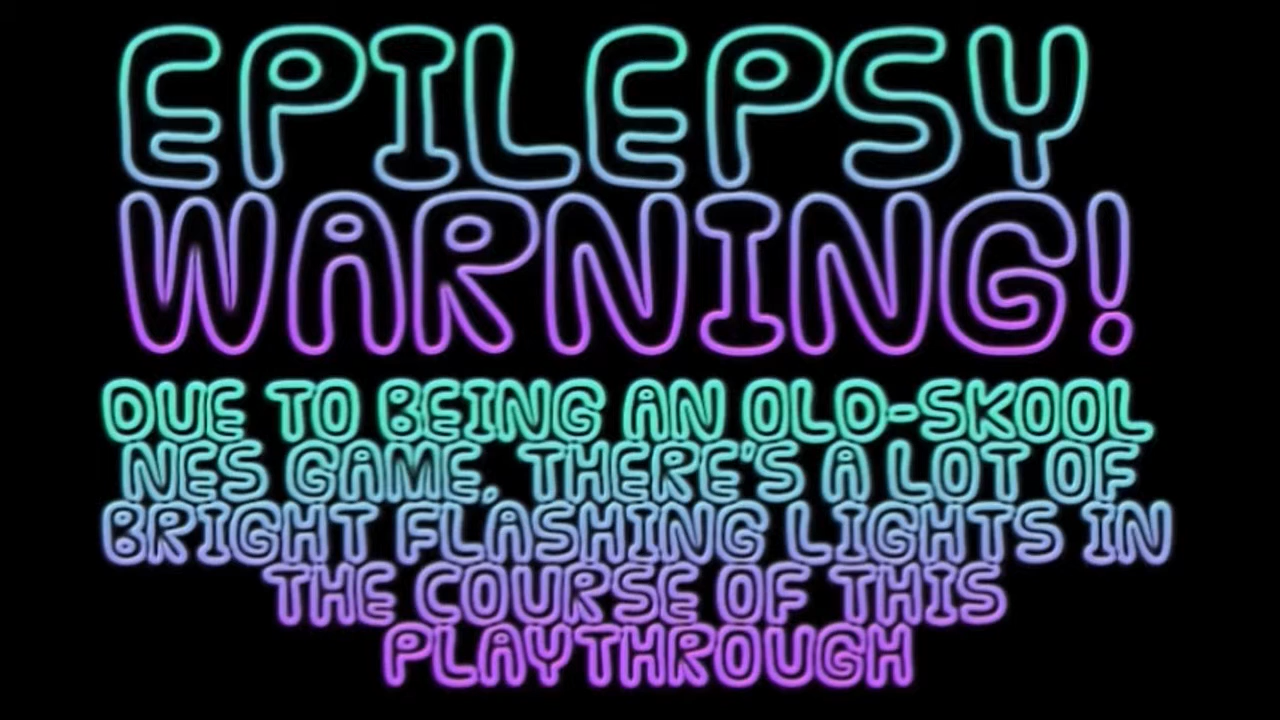 EPILEPSY
WARNING!
DUE TO BEING AN OLD-SKOOL
NES GAME, THERE'S A LOT OF
BRIGHT FLASHING LIGHTS IN
THE COURSE OF THIS
PLAYTHROUGH